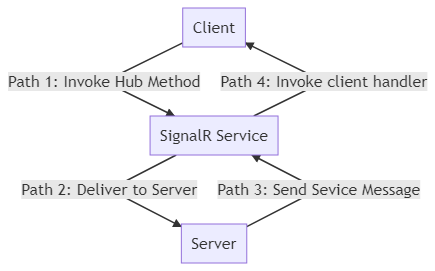 Client
Path 1: Invoke Hub Method
Path 4: Invoke client handler
SignalR Service
Path 2: Deliver to Server
Path 3: Send Sevice Message
Server